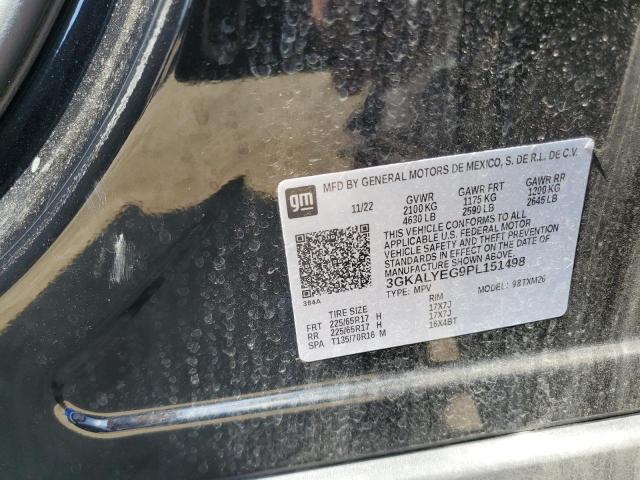 MFD BY GENERAL MOTORS DE MEXICO, S. DE R.L. DE C.V.
gm 11/22 GVWR GAWR FRT GAWR RR
2100 KG 1175 KG 1200 KG
4630 LB 2590 LB 2645 LB
THIS VEHICLE CONFORMS TO ALL
APPLICABLE U.S. FEDERAL MOTOR
VEHICLE SAFETY AND THEFT PREVENTION
STANDARDS IN EFFECT ON THE DATE OF
MANUFACTURE SHOWN ABOVE.
3GKALYEG9PL151498
TYPE: MPV MODEL: 98TXM26
384A
TIRE SIZE RIM
FRT 225/65R17 H 17X7J
RR 225/65R17 H 17X7J
SPA T135/70R16 M 16X4BT